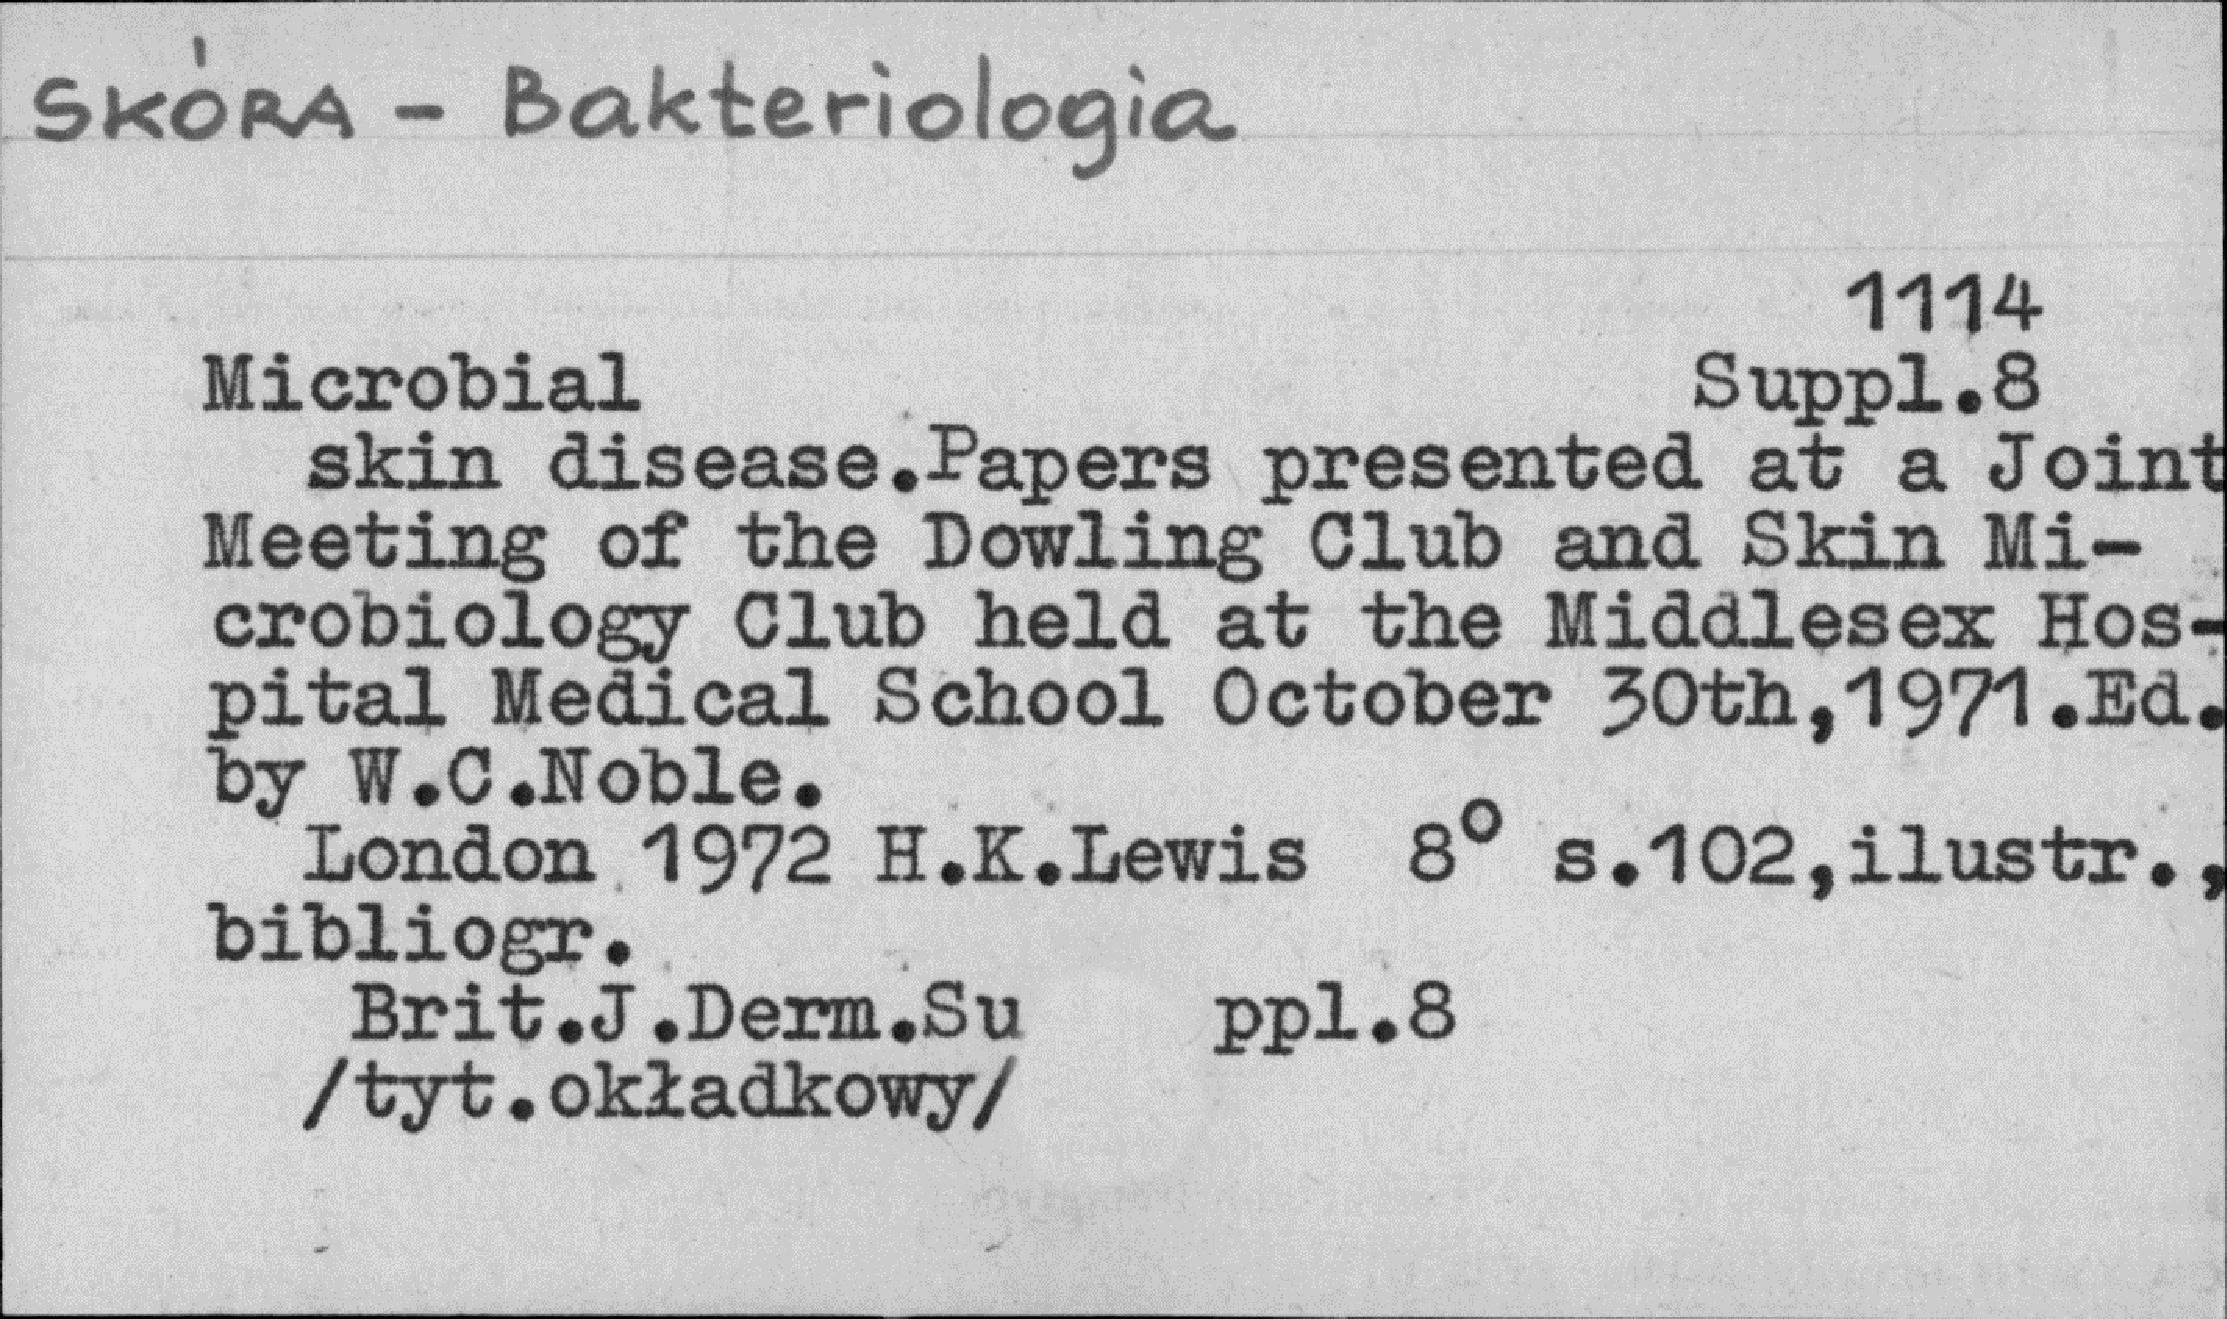 SKÓRA - Bakteriologia
1114
Microbial Suppl.8
skin disease.Papers presented at a Joint
Meeting of the Dowling Club and Skin Mi-
crobiology Club held at the Middlesex Hos-
pital Medical School October 30th,1971.Ed.
by W.C.Noble.
London 1972 H.K.Lewis 8° s.102,ilustr.,
bibliogr.
Brit.J.Derm.Su ppl.8
/tyt.okładkowy/